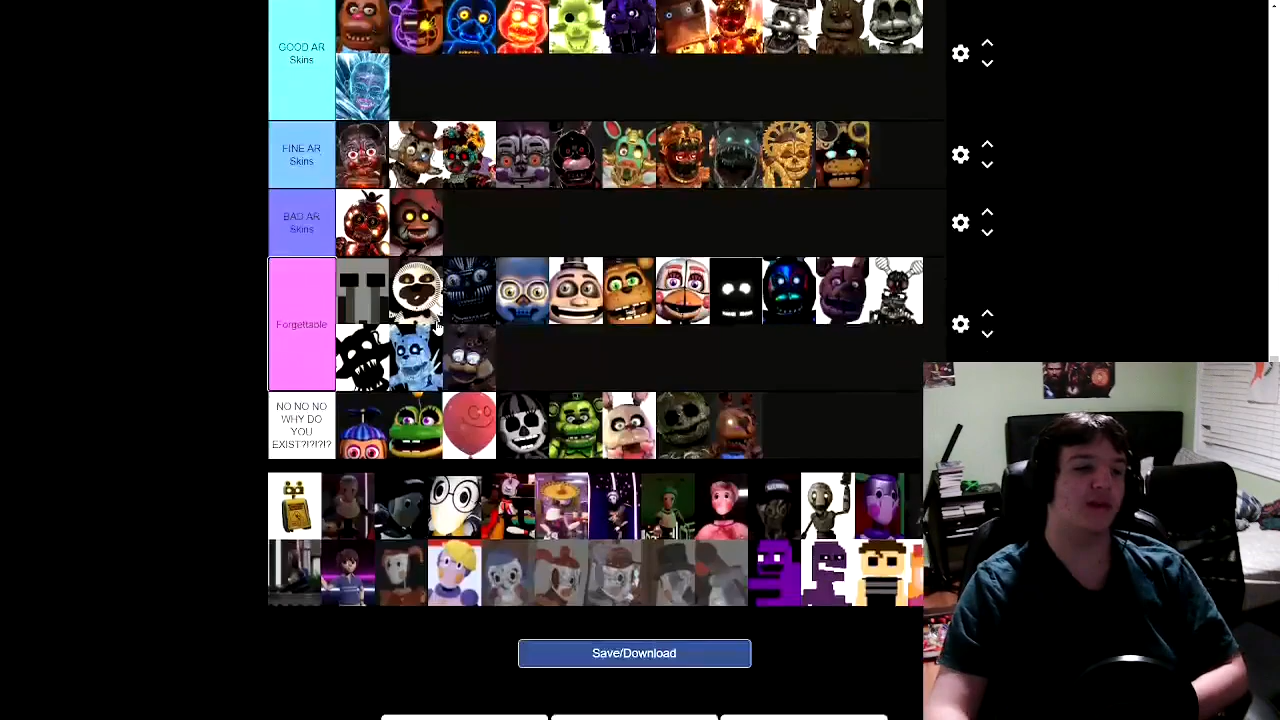 GOOD AR
Skins
FINE AR
Skins
BAD AR
Skins
Forgettable
NO NO NO
WHY DO
YOU
EXIST?!?!?!?
Save/Download